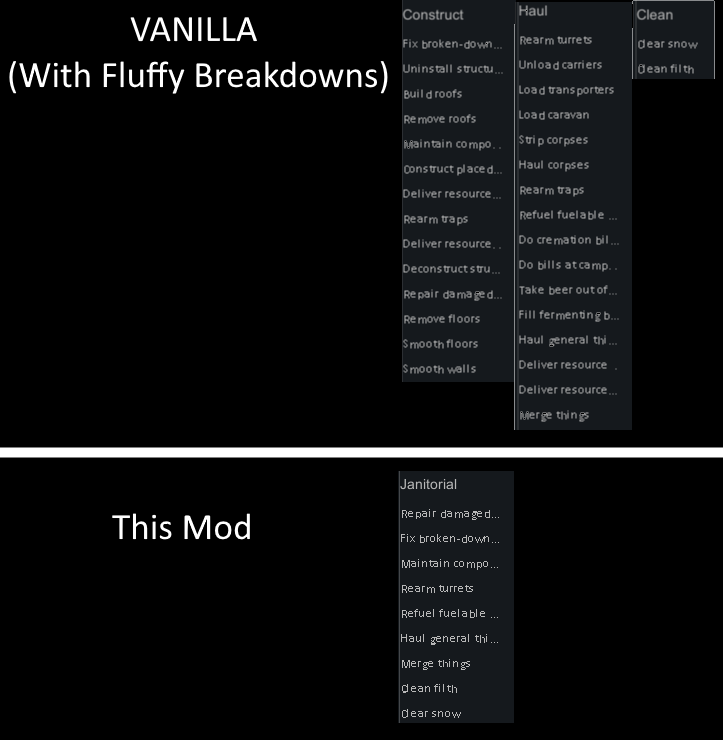 VANILLA
(With Fluffy Breakdowns)
Construct
Fix broken-down...
Uninstall structu...
Build roofs
Remove roofs
Maintain compo...
Construct placed...
Deliver resource...
Rearm traps
Deliver resource...
Deconstruct stru...
Repair damaged...
Remove floors
Smooth floors
Smooth walls
Haul
Rearm turrets
Unload carriers
Load transporters
Load caravan
Strip corpses
Haul corpses
Rearm traps
Refuel fuelable ...
Do cremation bil...
Do bills at camp...
Take beer out of...
Fill fermenting b...
Haul general thi...
Deliver resource...
Deliver resource...
Merge things
Clean
Clear snow
Clean filth
This Mod
Janitorial
Repair damaged...
Fix broken-down...
Maintain compo...
Rearm turrets
Refuel fuelable ...
Haul general thi...
Merge things
Clean filth
Clear snow